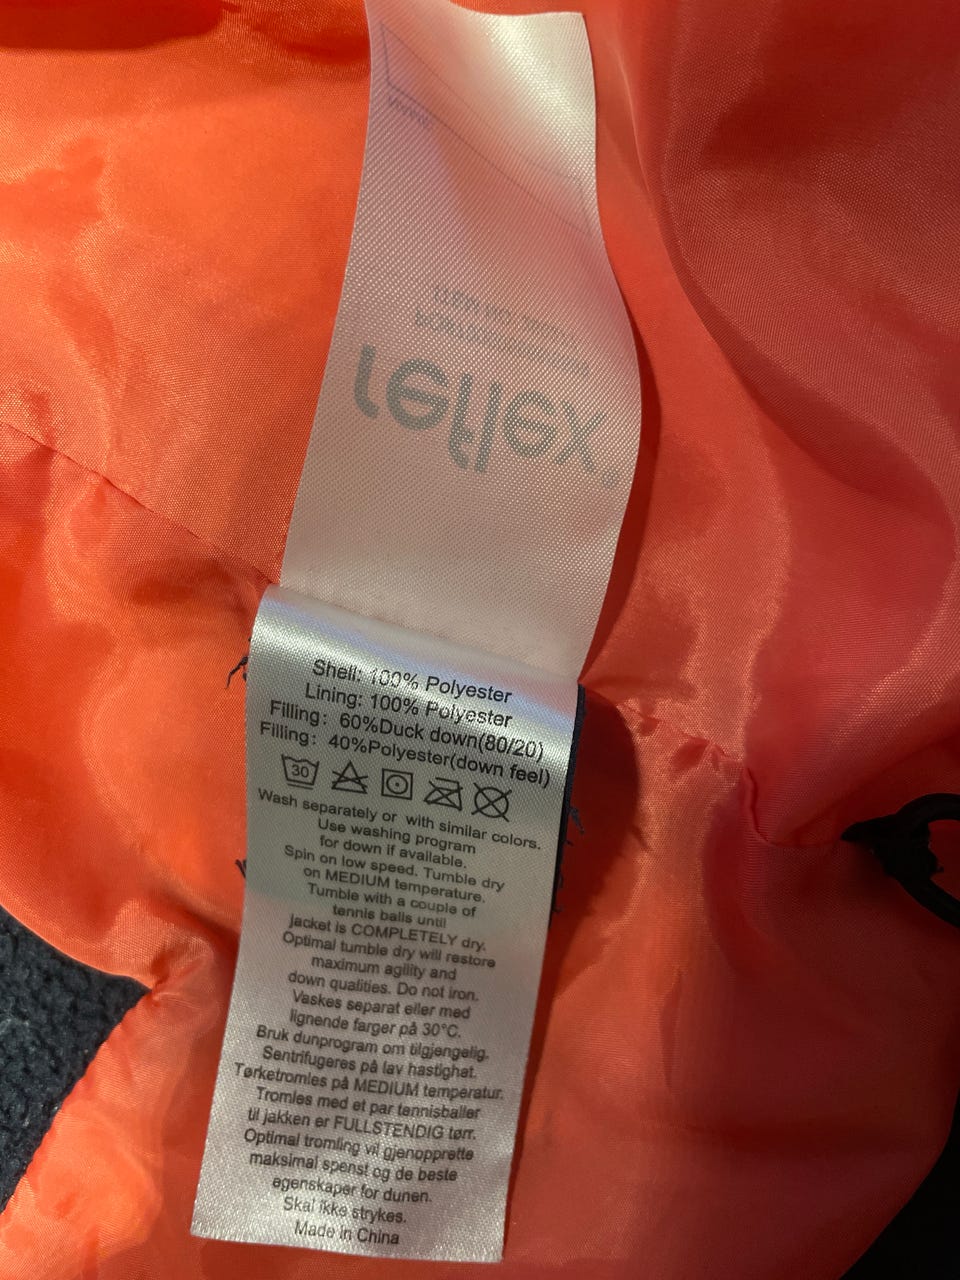 reflex
Shell: 100% Polyester
Lining: 100% Polyester
Filling: 60%Duck down(80/20)
Filling: 40%Polyester(down feel)
30
Wash separately or with similar colors.
Use washing program
for down if available.
Spin on low speed. Tumble dry
on MEDIUM temperature.
Tumble with a couple of
tennis balls until
jacket is COMPLETELY dry.
Optimal tumble dry will restore
maximum agility and
down qualities. Do not iron.
Vaskes separat eller med
lignende farger på 30°C.
Bruk dunprogram om tilgjengelig.
Sentrifugeres på lav hastighet.
Tørketromles på MEDIUM temperatur.
Tromles med et par tennisballer
til jakken er FULLSTENDIG tørr.
Optimal tromling vil gjenopprette
maksimal spenst og de beste
egenskaper for dunen.
Skal ikke strykes.
Made in China